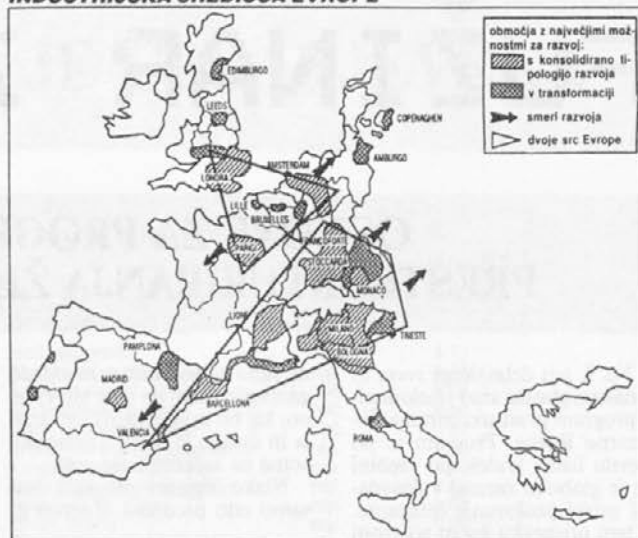 INDUSTRIJSKA SREDIŠČA EVROPE
območja z največjimi mož-
nostmi za razvoj:
s konsolidirano ti-
pologijo razvoja
v transformaciji
smeri razvoja
dvoje src Evrope
EDIMBURGO
LEEDS
COPENAGHEN
AMBURGO
AMSTERDAM
LONDRA
LILLE
BRUXELLES
FRANCOFORTE
PARIGI
STOCCARDA
MONACO
LIONE
MILANO
TRIESTE
BOLOGNA
PAMPLONA
MADRID
BARCELLONA
VALENCIA
ROMA